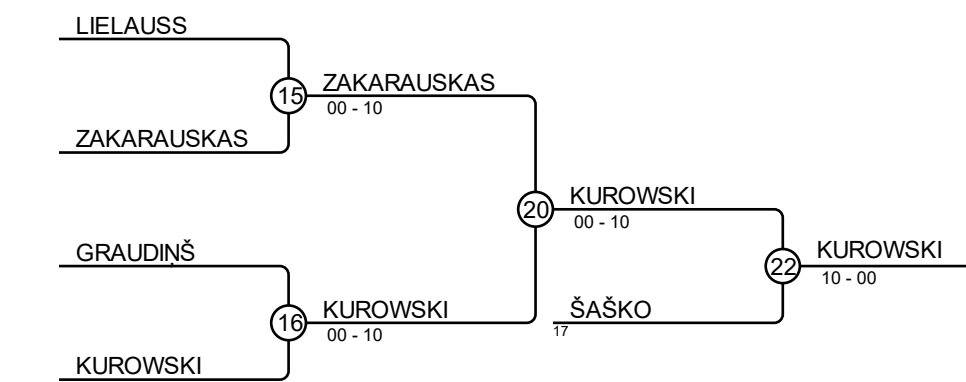 LIELAUSS
15
ZAKARAUSKAS
00 - 10
ZAKARAUSKAS
20
KUROWSKI
00 - 10
GRAUDIŅŠ
22
KUROWSKI
10 - 00
16
KUROWSKI
00 - 10
ŠAŠKO
17
KUROWSKI